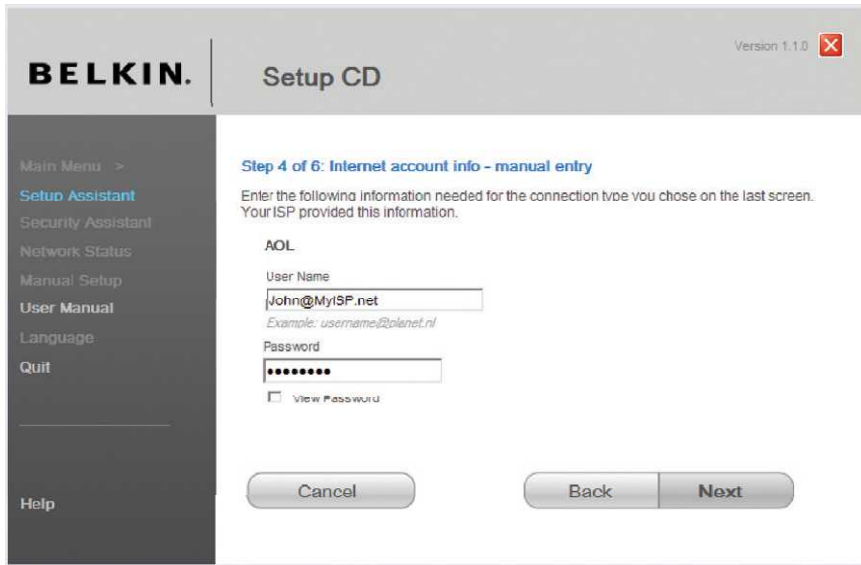 Version 1.1.0
BELKIN.
Setup CD
Main Menu >
Setup Assistant
Security Assistant
Network Status
Manual Setup
User Manual
Language
Quit
Help
Step 4 of 6: Internet account info - manual entry
Enter the following information needed for the connection type you chose on the last screen.
Your ISP provided this information.
AOL
User Name
John@MyISP.net
Example: username@planet.nl
Password
••••••••
View Password
Cancel
Back
Next